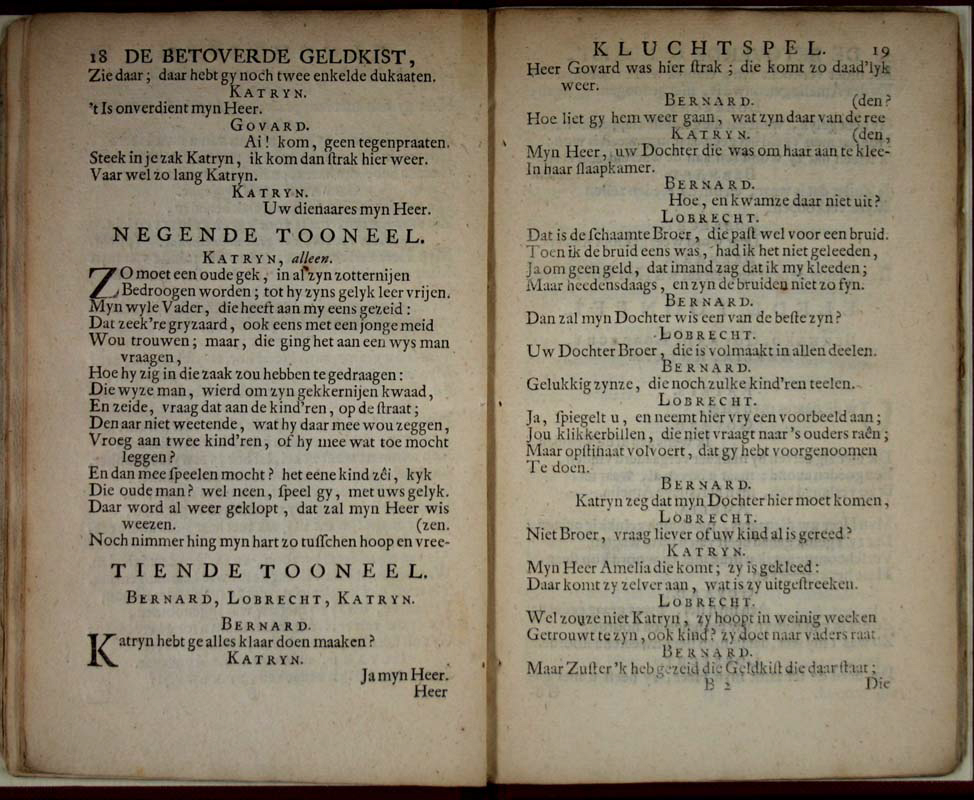 18 DE BETOVERDE GELDKIST,
Zie daar; daar hebt gy noch twee enkelde dukaaten.
KATRYN.
't Is onverdient myn Heer.
GOVARD.
Ai! kom, geen tegenpraaten.
Steek in je zak Katryn, ik kom dan ſtrak hier weer.
Vaar wel zo lang Katryn.
KATRYN.
Uw dienaares myn Heer.
NEGENDE TOONEEL.
KATRYN, alleen.
ZO moet een oude gek, in al zyn zotternijen
Bedroogen worden; tot hy zyns gelyk leer vrijen.
Myn wyle Vader, die heeft aan my eens gezeid:
Dat zeek're gryzaard, ook eens met een jonge meid
Wou trouwen; maar, die ging het aan een wys man
vraagen,
Hoe hy zig in die zaak zou hebben te gedraagen:
Die wyze man, wierd om zyn gekkernijen kwaad,
En zeide, vraag dat aan de kind'ren, op de ſtraat;
Den aar niet weetende, wat hy daar mee wou zeggen,
Vroeg aan twee kind'ren, of hy mee wat toe mocht
leggen?
En dan mee ſpeelen mocht? het eene kind zêi, kyk
Die oude man? wel neen, ſpeel gy, met uws gelyk.
Daar word al weer geklopt, dat zal myn Heer wis
weezen. (zen.
Noch nimmer hing myn hart zo tuſſchen hoop en vree-
TIENDE TOONEEL.
BERNARD, LOBRECHT, KATRYN.
BERNARD.
Katryn hebt ge alles klaar doen maaken?
KATRYN.
Ja myn Heer.
Heer
KLUCHTSPEL. 19
Heer Govard was hier ſtrak; die komt zo daad'lyk
weer.
BERNARD. (den?
Hoe liet gy hem weer gaan, wat zyn daar van de ree
KATRYN. (den,
Myn Heer, uw Dochter die was om haar aan te klee-
In haar ſlaapkamer.
BERNARD.
Hoe, en kwamze daar niet uit?
LOBRECHT.
Dat is de ſchaamte Broer, die paſt wel voor een bruid.
Toen ik de bruid eens was, had ik het niet geleeden,
Ja om geen geld, dat imand zag dat ik my kleeden;
Maar heedensdaags, en zyn de bruiden niet zo fyn.
BERNARD.
Dan zal myn Dochter wis een van de beſte zyn?
LOBRECHT.
Uw Dochter Broer, die is volmaakt in allen deelen.
BERNARD.
Gelukkig zynze, die noch zulke kind'ren teelen.
LOBRECHT.
Ja, ſpiegelt u, en neemt hier vry een voorbeeld aan;
Jou klikkerbillen, die niet vraagt naar 's ouders raên;
Maar opſtinaat volvoert, dat gy hebt voorgenoomen
Te doen.
BERNARD.
Katryn zeg dat myn Dochter hier moet komen,
LOBRECHT.
Niet Broer, vraag liever of uw kind al is gereed?
KATRYN.
Myn Heer Amelia die komt; zy is gekleed:
Daar komt zy zelver aan, wat is zy uitgeſtreeken.
LOBRECHT.
Wel zouze niet Katryn, zy hoopt in weinig weeken
Getrouwt te zyn, ook kind? zy doet naar vaders raat
BERNARD.
Maar Zuſter 'k heb gezeid die Geldkiſt die daar ſtaat;
B 2 Die